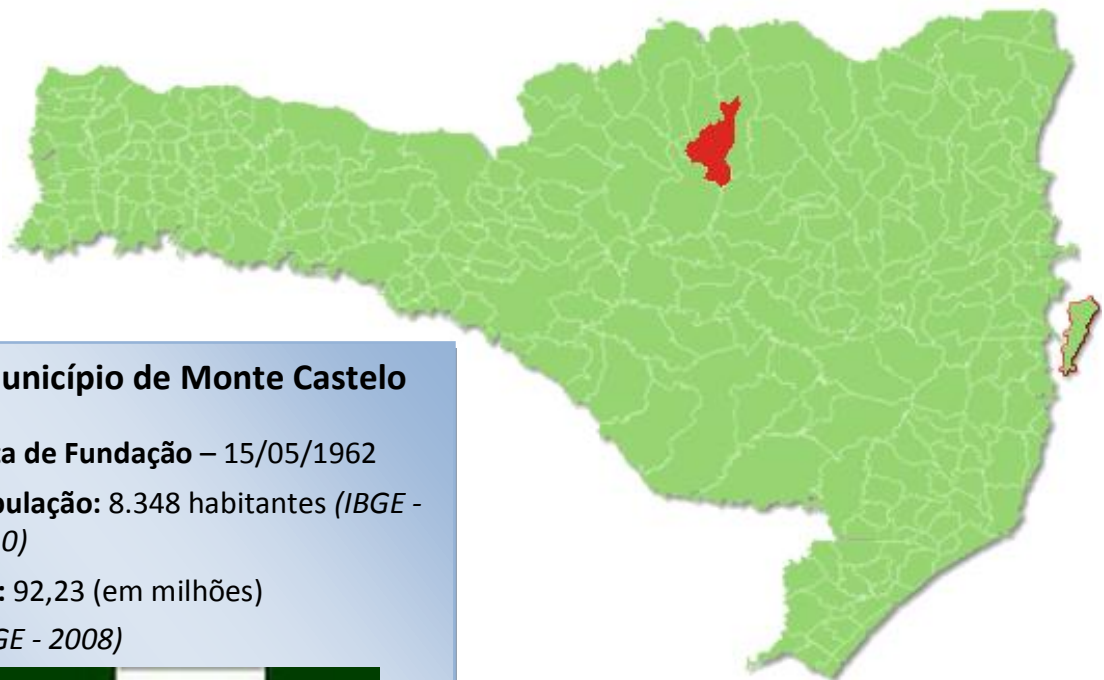 unicípio de Monte Castelo
a de Fundação – 15/05/1962
pulação: 8.348 habitantes (IBGE -
0)
: 92,23 (em milhões)
GE - 2008)